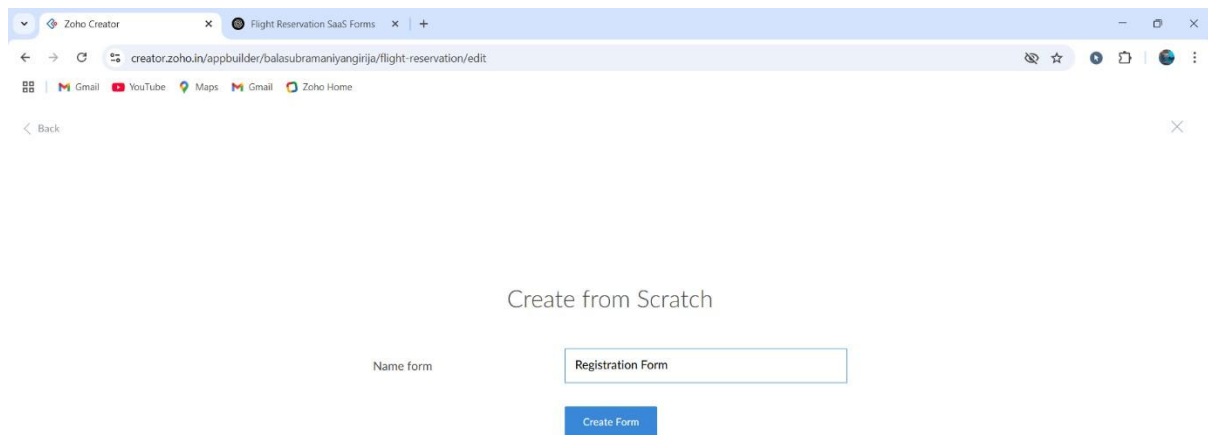 Zoho Creator
Flight Reservation SaaS Forms
creator.zoho.in/appbuilder/balasubramaniyangirija/flight-reservation/edit
Gmail YouTube Maps Gmail Zoho Home
Back
Create from Scratch
Name form Registration Form
Create Form